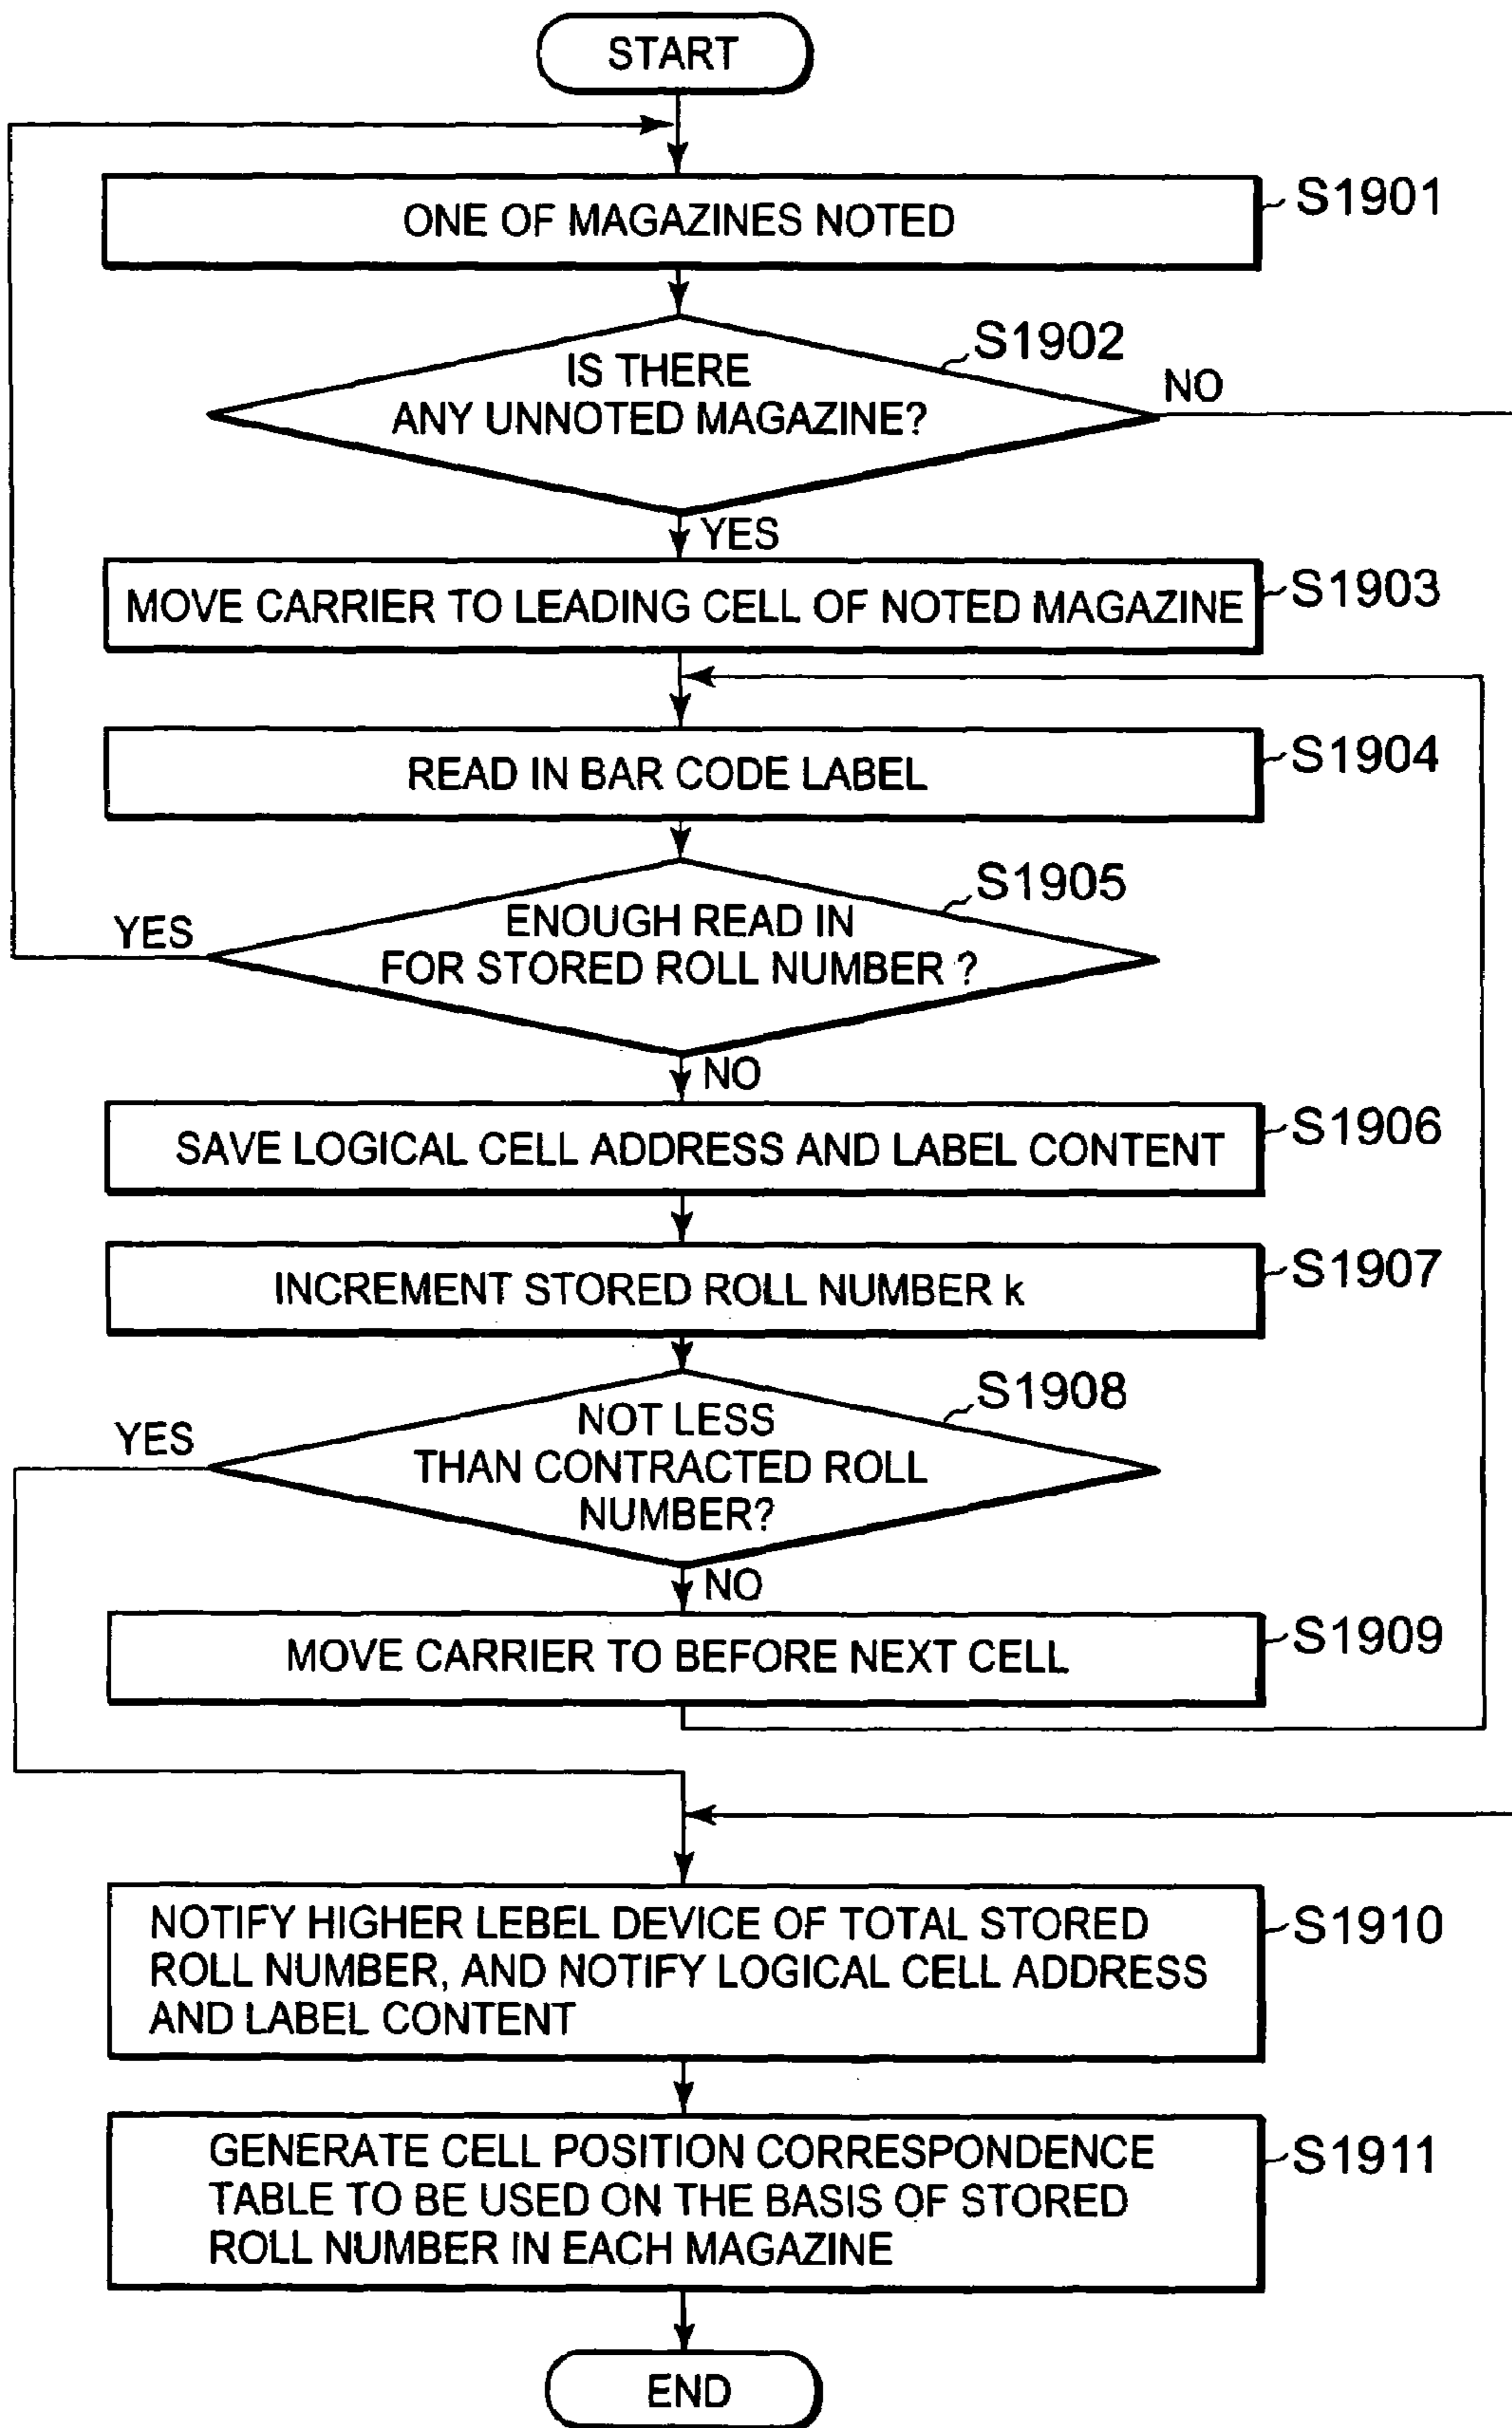 START
ONE OF MAGAZINES NOTED
S1901
S1902
IS THERE
ANY UNNOTED MAGAZINE?
NO
YES
MOVE CARRIER TO LEADING CELL OF NOTED MAGAZINE
S1903
READ IN BAR CODE LABEL
S1904
S1905
YES
ENOUGH READ IN
FOR STORED ROLL NUMBER ?
NO
SAVE LOGICAL CELL ADDRESS AND LABEL CONTENT
S1906
INCREMENT STORED ROLL NUMBER k
S1907
S1908
YES
NOT LESS
THAN CONTRACTED ROLL
NUMBER?
NO
MOVE CARRIER TO BEFORE NEXT CELL
S1909
NOTIFY HIGHER LEBEL DEVICE OF TOTAL STORED
ROLL NUMBER, AND NOTIFY LOGICAL CELL ADDRESS
AND LABEL CONTENT
S1910
GENERATE CELL POSITION CORRESPONDENCE
TABLE TO BE USED ON THE BASIS OF STORED
ROLL NUMBER IN EACH MAGAZINE
S1911
END